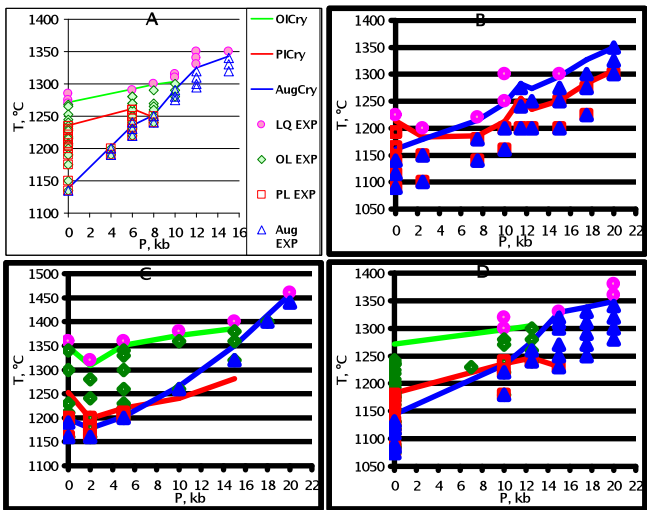 A
1350
1300
1250
1200
1150
1100
T, °C
0 2 4 6 8 10 12 14 16
P, kb
OlCry
PlCry
AugCry
LQ EXP
OL EXP
PL EXP
Aug
EXP
B
1400
1350
1300
1250
1200
1150
1100
1050
T, °C
0 2 4 6 8 10 12 14 16 18 20 22
P, kb
C
1500
1450
1400
1350
1300
1250
1200
1150
1100
T, °C
0 2 4 6 8 10 12 14 16 18 20 22
P, kb
D
1400
1350
1300
1250
1200
1150
1100
1050
T, °C
0 2 4 6 8 10 12 14 16 18 20 22
P, kb